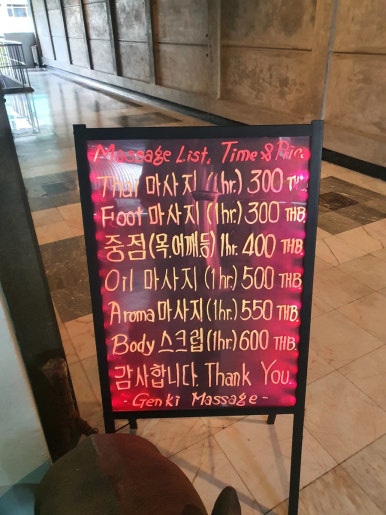 Massage List, Time & Pric
Thai 마사지 (1hr.) 300 TH.
Foot 마사지 (1hr.) 300 THB.
중점 (목.어깨등) 1hr. 400 THB.
Oil 마사지 (1hr.) 500 THB.
Aroma 마사지 (1hr.) 550 THB.
Body 스크럽 (1hr.) 600 THB.
감사합니다. Thank You.
- Genki Massage -